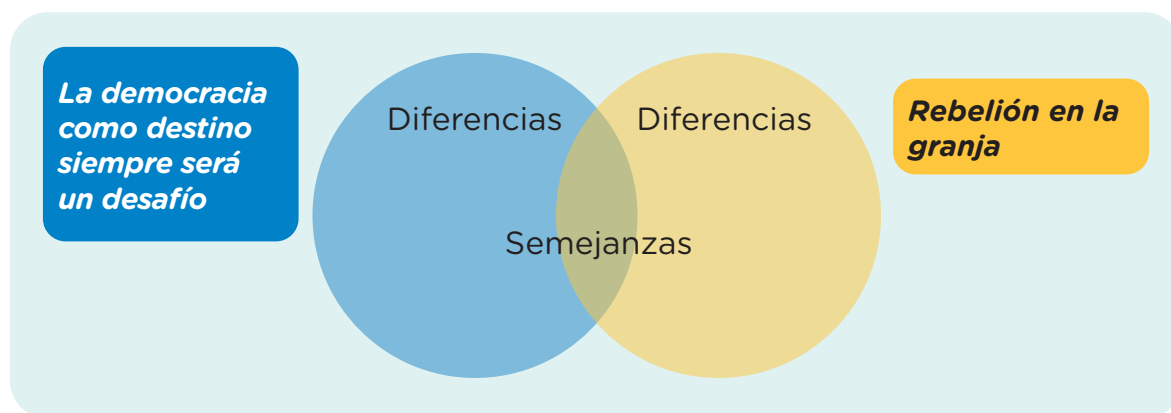 La democracia
como destino
siempre será
un desafío
Diferencias
Diferencias
Semejanzas
Rebelión en la
granja